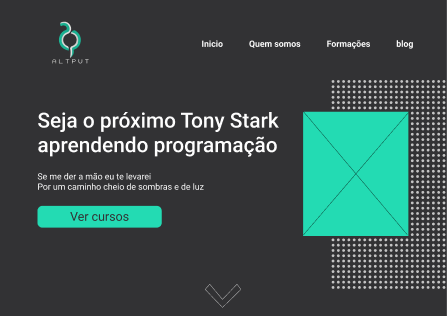 ALTPUT
Inicio
Quem somos
Formações
blog
Seja o próximo Tony Stark
aprendendo programação
Se me der a mão eu te levarei
Por um caminho cheio de sombras e de luz
Ver cursos